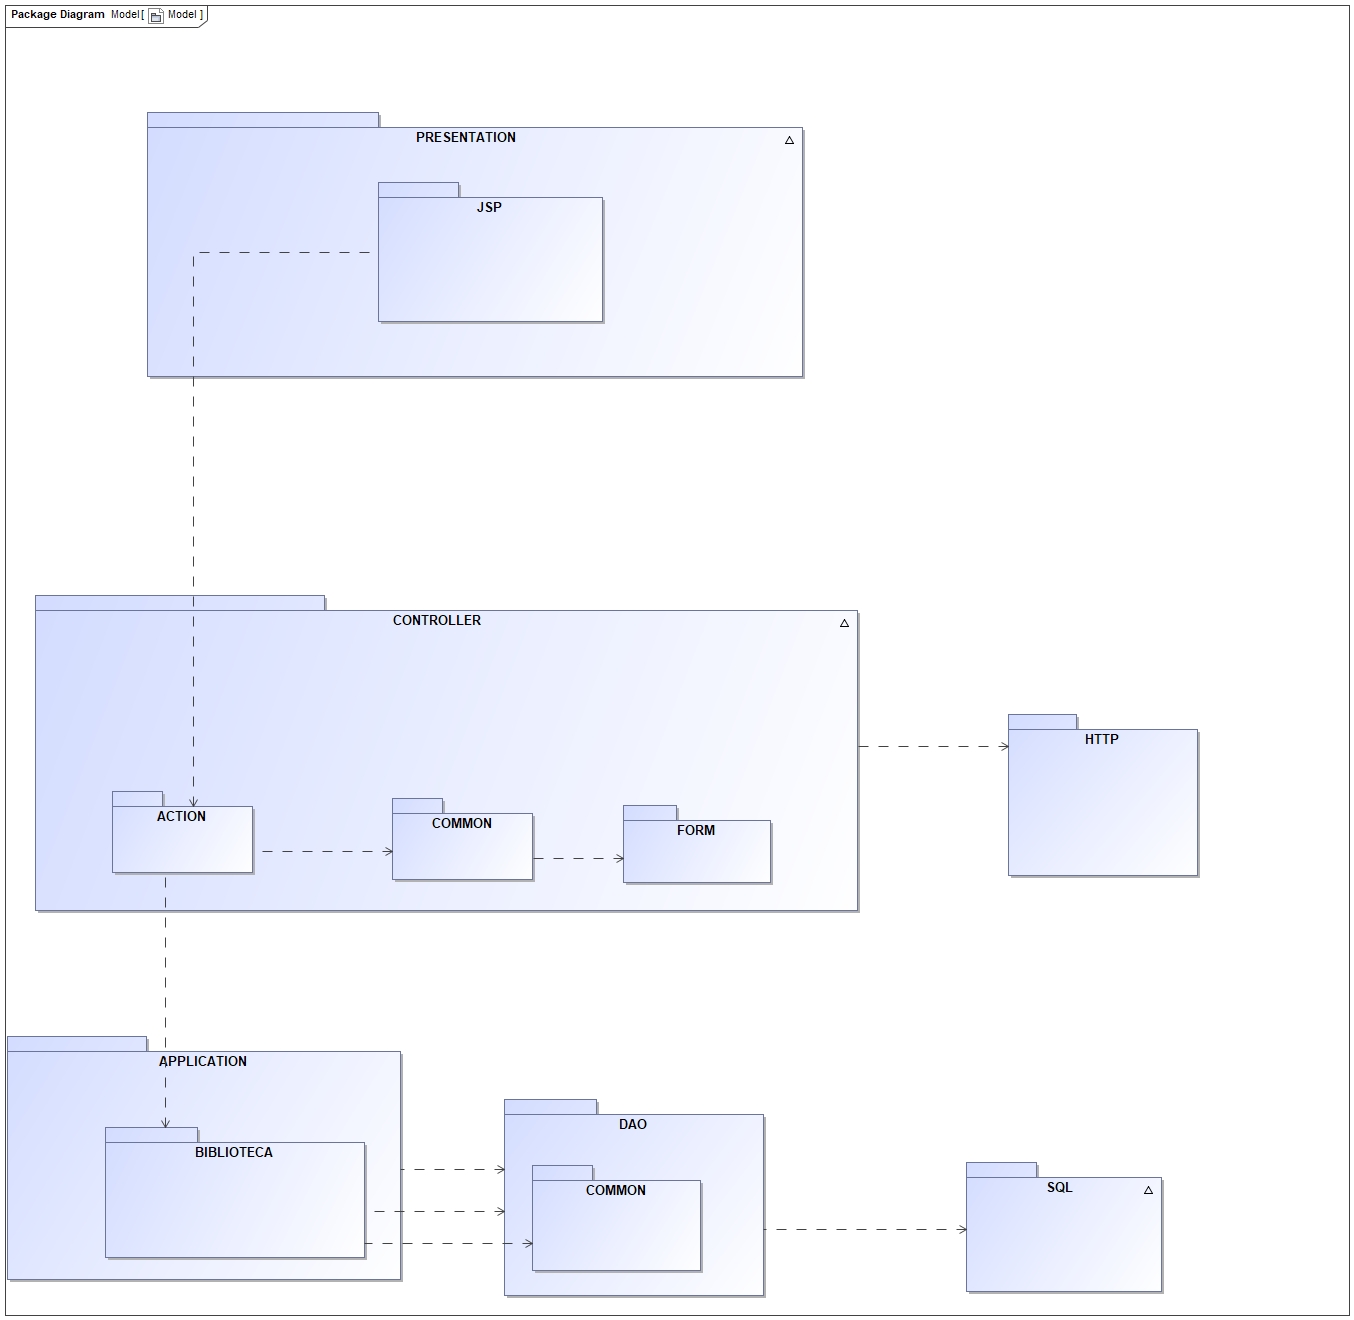 Package Diagram Model[ Model ]
PRESENTATION
JSP
CONTROLLER
HTTP
ACTION
COMMON
FORM
APPLICATION
DAO
BIBLIOTECA
COMMON
SQL